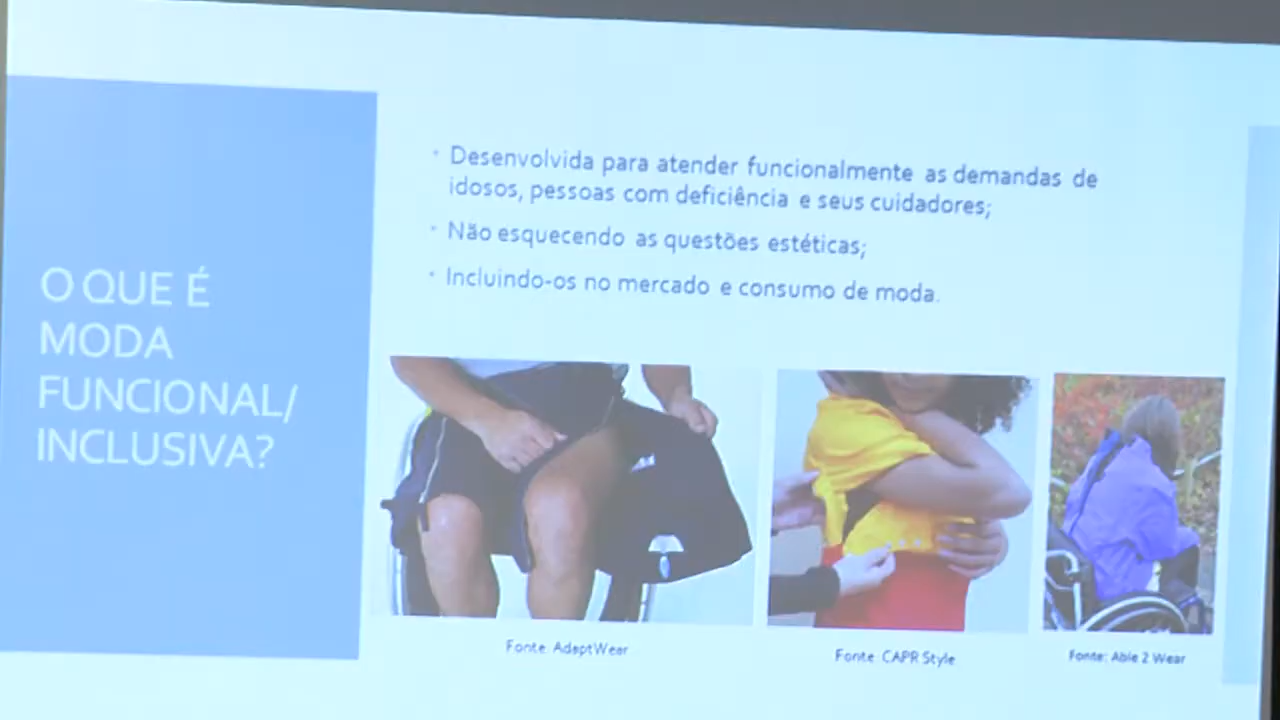 O QUE É
MODA
FUNCIONAL/
INCLUSIVA?
• Desenvolvida para atender funcionalmente as demandas de
idosos, pessoas com deficiência e seus cuidadores;
• Não esquecendo as questões estéticas;
• Incluindo-os no mercado e consumo de moda.
Fonte: AdaptWear
Fonte: CAPR Style
Fonte: Able 2 Wear